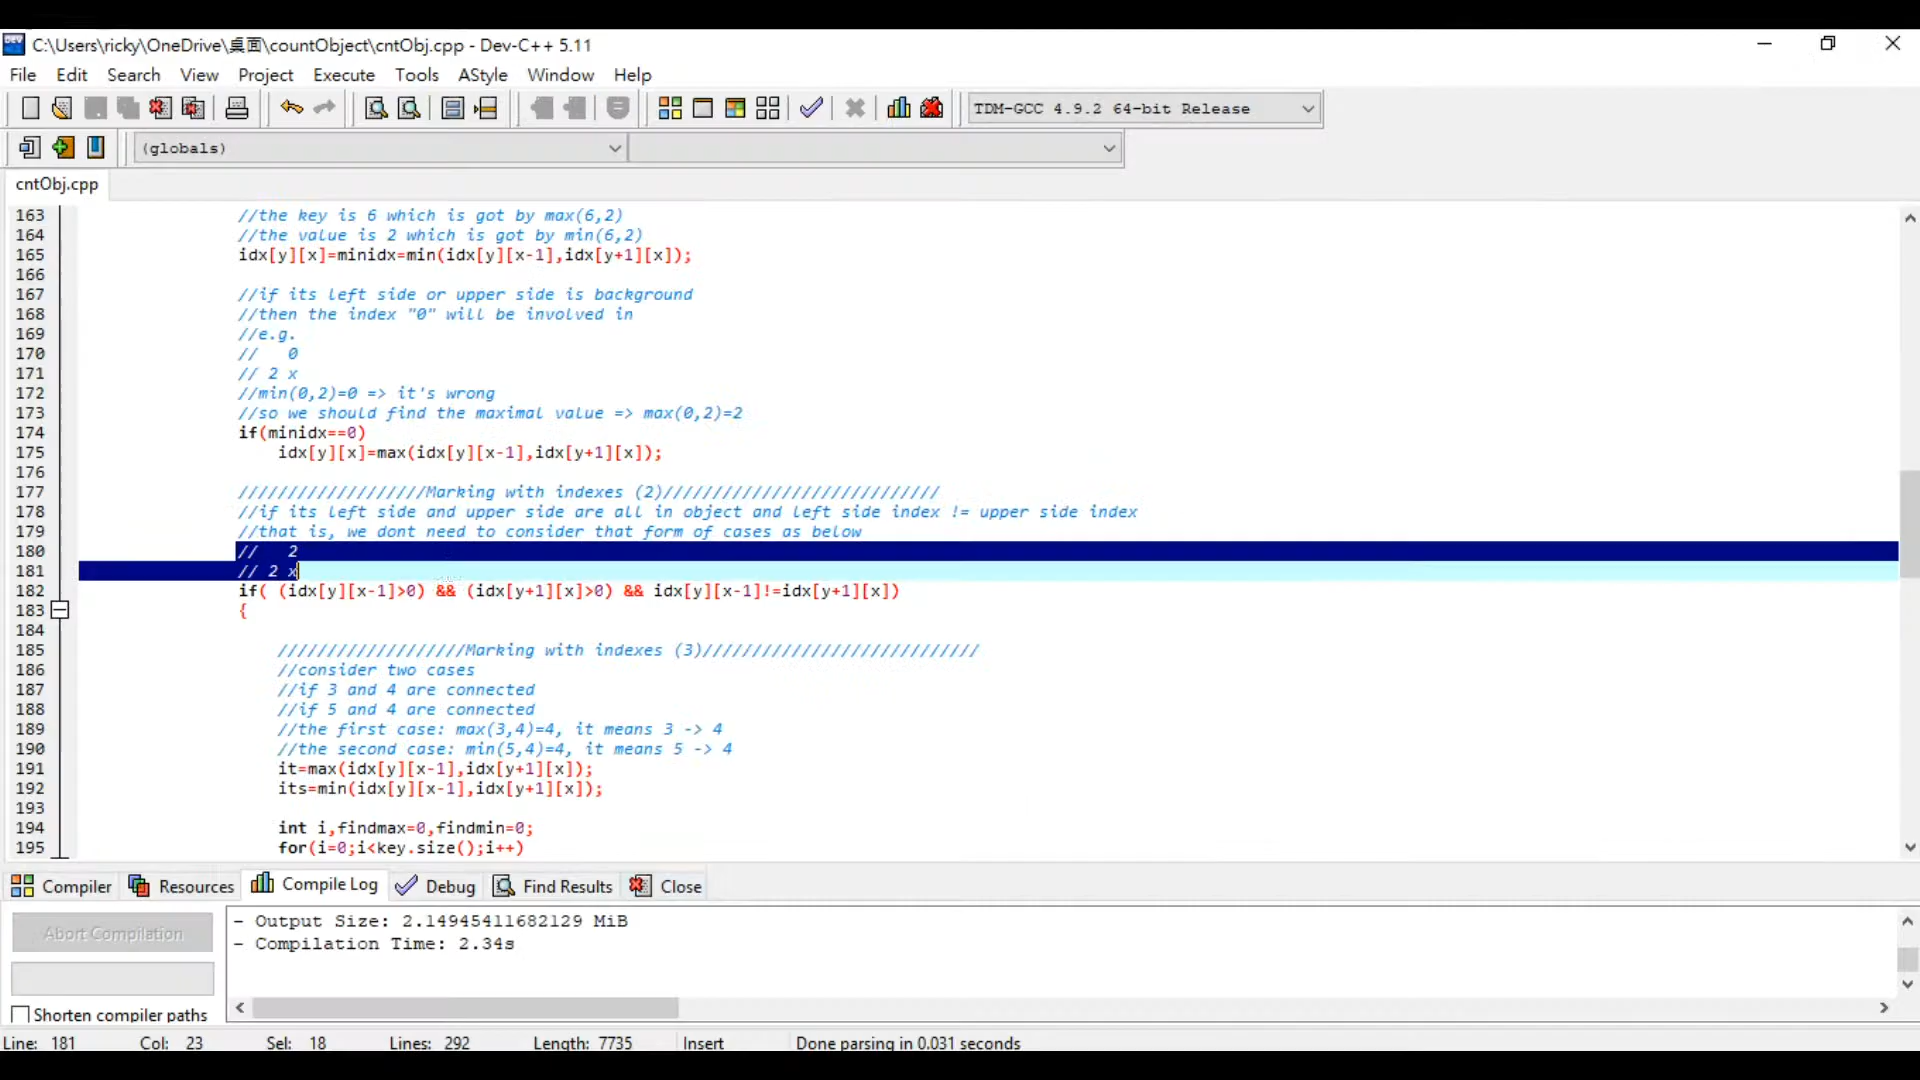 C:\Users\ricky\OneDrive\桌面\countObject\cntObj.cpp - Dev-C++ 5.11
File Edit Search View Project Execute Tools AStyle Window Help
TDM-GCC 4.9.2 64-bit Release
(globals)
cntObj.cpp
163 //the key is 6 which is got by max(6,2)
164 //the value is 2 which is got by min(6,2)
165 idx[y][x]=minidx=min(idx[y][x-1],idx[y+1][x]);
166
167 //if its left side or upper side is background
168 //then the index "0" will be involved in
169 //e.g.
170 //   0
171 // 2 x
172 //min(0,2)=0 => it's wrong
173 //so we should find the maximal value => max(0,2)=2
174 if(minidx==0)
175 idx[y][x]=max(idx[y][x-1],idx[y+1][x]);
176
177 ///////////////////Marking with indexes (2)////////////////////////////
178 //if its left side and upper side are all in object and left side index != upper side index
179 //that is, we dont need to consider that form of cases as below
180 //   2
181 // 2 x
182 if( (idx[y][x-1]>0) && (idx[y+1][x]>0) && idx[y][x-1]!=idx[y+1][x])
183 {
184
185 ///////////////////Marking with indexes (3)////////////////////////////
186 //consider two cases
187 //if 3 and 4 are connected
188 //if 5 and 4 are connected
189 //the first case: max(3,4)=4, it means 3 -> 4
190 //the second case: min(5,4)=4, it means 5 -> 4
191 it=max(idx[y][x-1],idx[y+1][x]);
192 its=min(idx[y][x-1],idx[y+1][x]);
193
194 int i,findmax=0,findmin=0;
195 for(i=0;i<key.size();i++)
Compiler Resources Compile Log Debug Find Results Close
Abort Compilation
Shorten compiler paths
- Output Size: 2.14945411682129 MiB
- Compilation Time: 2.34s
Line: 181 Col: 23 Sel: 18 Lines: 292 Length: 7735 Insert Done parsing in 0.031 seconds